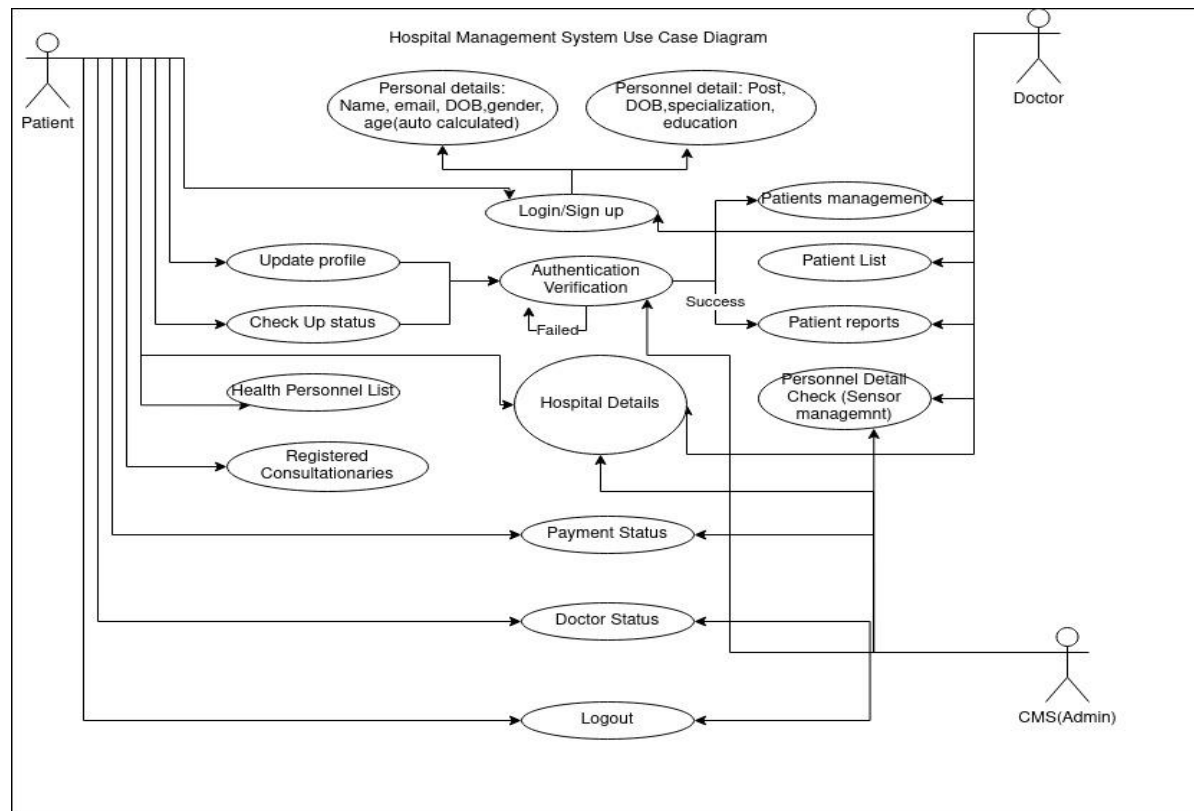 Hospital Management System Use Case Diagram
Patient
Doctor
Personal details:
Name, email, DOB,gender,
age(auto calculated)
Personnel detail: Post,
DOB,specialization,
education
Login/Sign up
Patients management
Update profile
Authentication
Verification
Patient List
Success
Check Up status
Failed
Patient reports
Health Personnel List
Hospital Details
Personnel Detail
Check (Sensor
managemnt)
Registered
Consultationaries
Payment Status
Doctor Status
Logout
CMS(Admin)